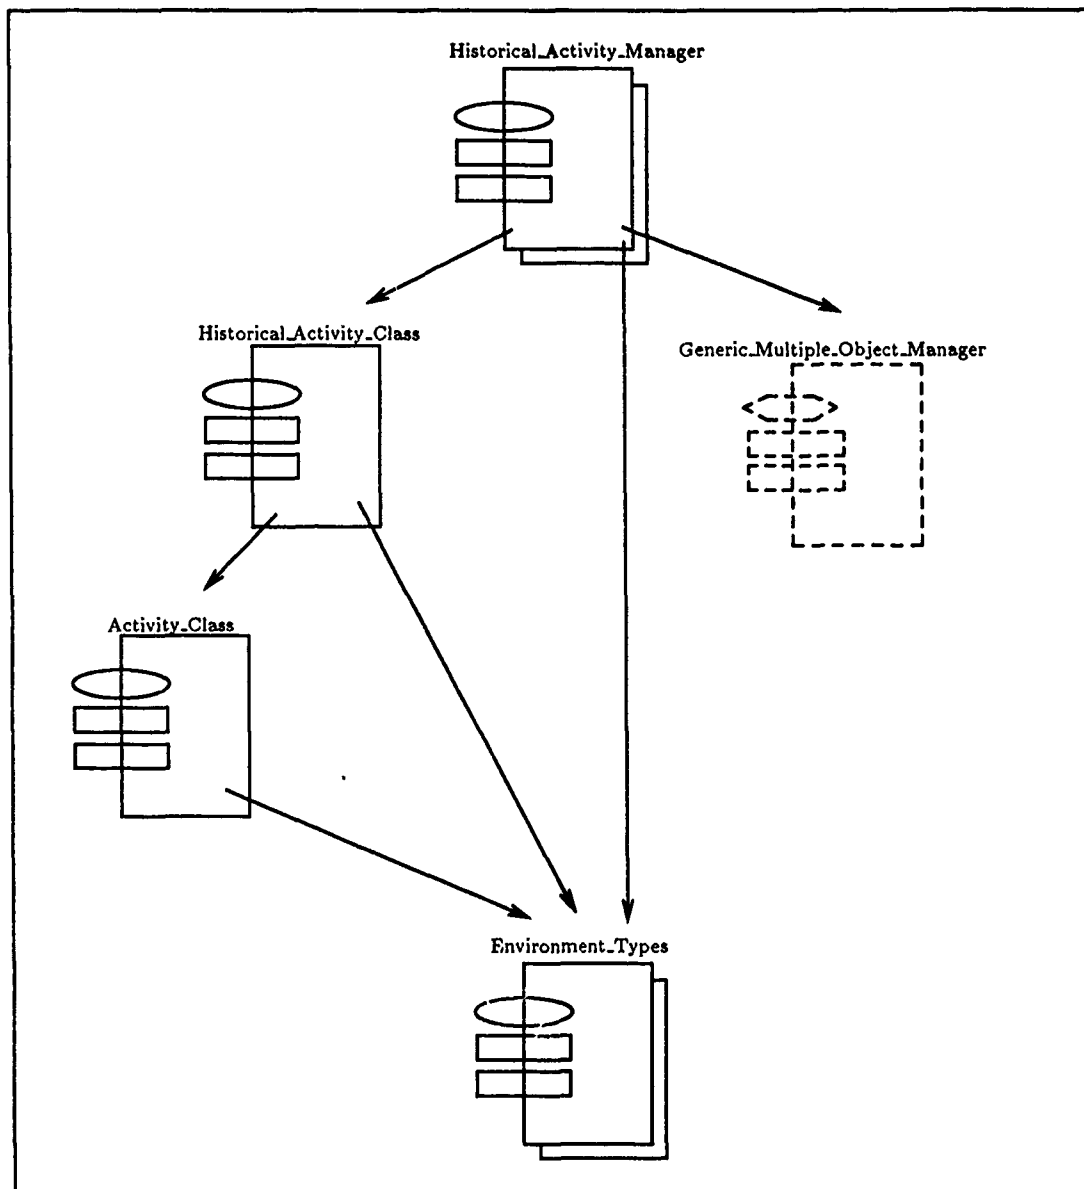 Historical_Activity_Manager
Historical_Activity_Class
Generic_Multiple_Object_Manager
Activity_Class
Environment_Types